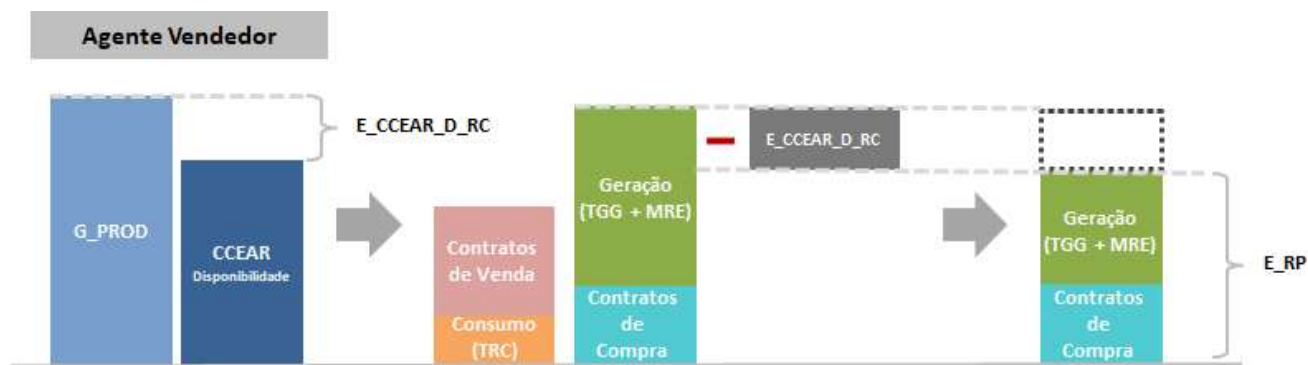 Agente Vendedor
G_PROD
CCEAR
Disponibilidade
E_CCEAR_D_RC
Contratos
de Venda
Consumo
(TRC)
Geração
(TGG + MRE)
Contratos
de
Compra
E_CCEAR_D_RC
Geração
(TGG + MRE)
Contratos
de
Compra
E_RP